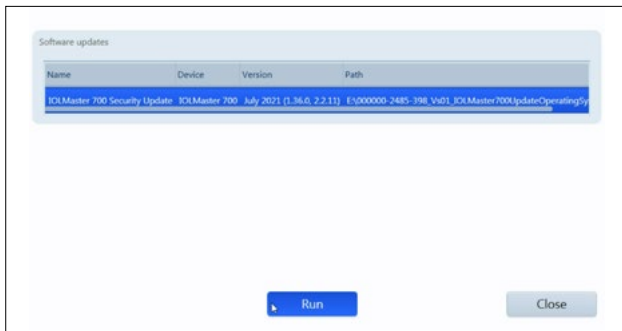 Software updates
Name Device Version Path
IOLMaster 700 Security Update IOLMaster 700 July 2021 (1.36.0, 2.2.11) E:\000000-2485-398_Vs01_IOLMaster700UpdateOperatingSy
Run Close